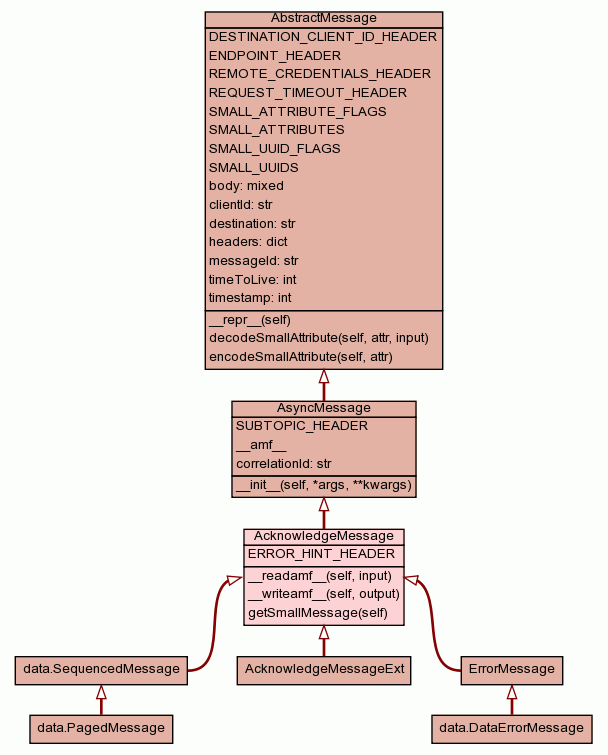 AbstractMessage
DESTINATION_CLIENT_ID_HEADER
ENDPOINT_HEADER
REMOTE_CREDENTIALS_HEADER
REQUEST_TIMEOUT_HEADER
SMALL_ATTRIBUTE_FLAGS
SMALL_ATTRIBUTES
SMALL_UUID_FLAGS
SMALL_UUIDS
body: mixed
clientId: str
destination: str
headers: dict
messageId: str
timeToLive: int
timestamp: int
__repr__(self)
decodeSmallAttribute(self, attr, input)
encodeSmallAttribute(self, attr)
AsyncMessage
SUBTOPIC_HEADER
__amf__
correlationId: str
__init__(self, *args, **kwargs)
AcknowledgeMessage
ERROR_HINT_HEADER
__readamf__(self, input)
__writeamf__(self, output)
getSmallMessage(self)
data.SequencedMessage
AcknowledgeMessageExt
ErrorMessage
data.PagedMessage
data.DataErrorMessage